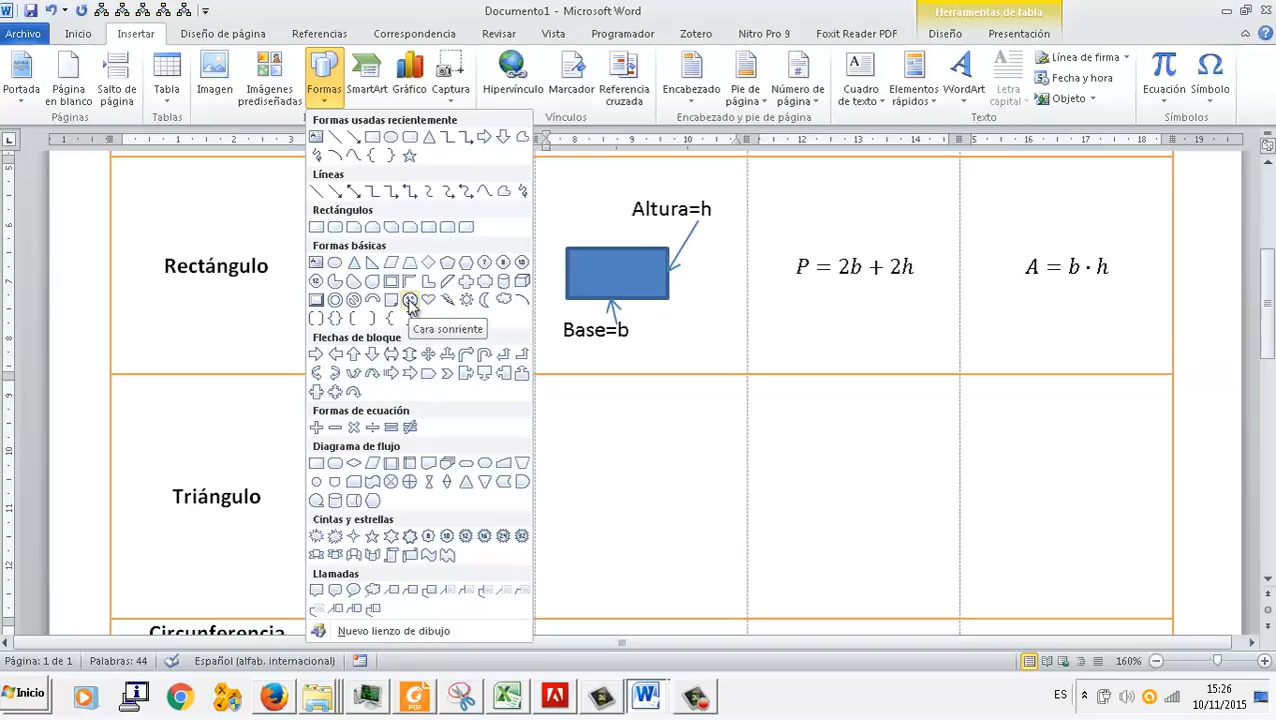 Documento1 - Microsoft Word
Herramientas de tabla
Archivo Inicio Insertar Diseño de página Referencias Correspondencia Revisar Vista Programador Zotero Nitro Pro 9 Foxit Reader PDF Diseño Presentación
Portada
Página en blanco
Salto de página
Tabla
Imagen
Imágenes prediseñadas
Formas
SmartArt
Gráfico
Captura
Hipervínculo
Marcador
Referencia cruzada
Encabezado
Pie de página
Número de página
Cuadro de texto
Elementos rápidos
WordArt
Letra capital
Línea de firma
Fecha y hora
Objeto
Ecuación
Símbolo
Páginas
Tablas
Vínculos
Encabezado y pie de página
Texto
Símbolos
Formas usadas recientemente
Líneas
Rectángulos
Formas básicas
Cara sonriente
Flechas de bloque
Formas de ecuación
Diagrama de flujo
Cintas y estrellas
Llamadas
Nuevo lienzo de dibujo
Rectángulo
Altura=h
Base=b
P = 2b + 2h
A = b · h
Triángulo
Circunferencia
Página: 1 de 1 Palabras: 44 Español (alfab. internacional) 160%
Inicio
ES
15:26
10/11/2015